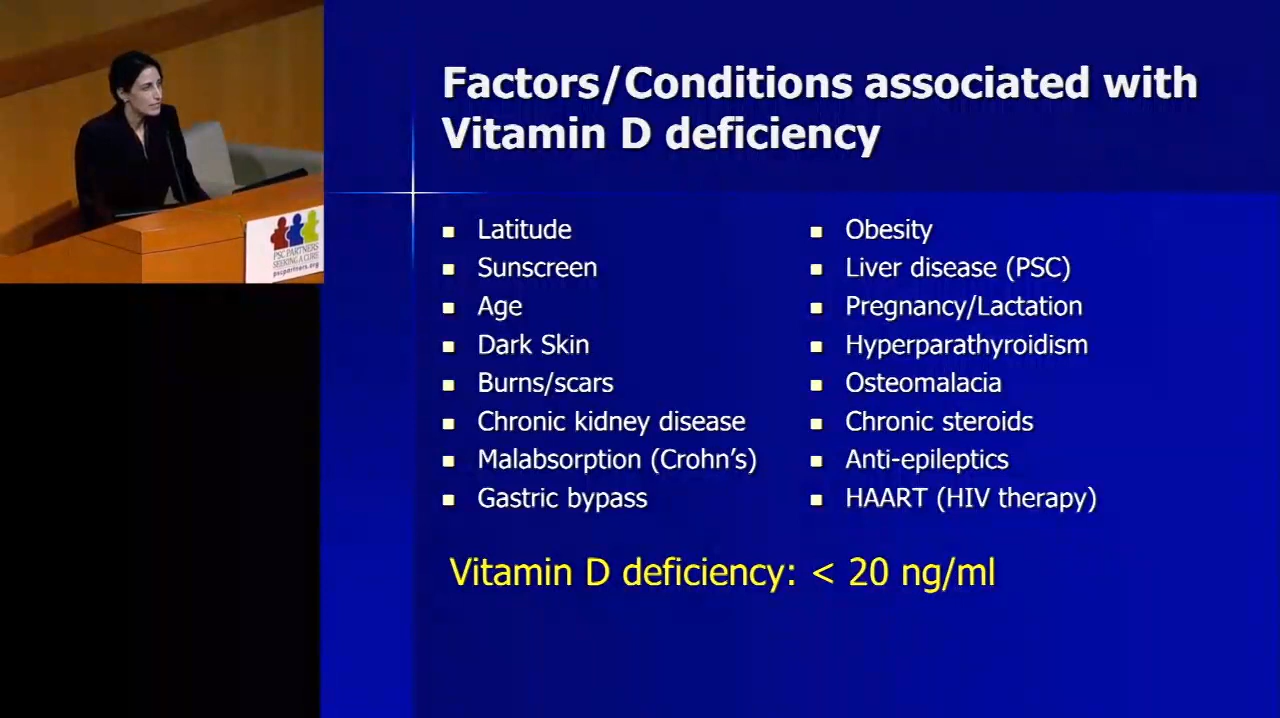 Factors/Conditions associated with
Vitamin D deficiency
Latitude
Sunscreen
Age
Dark Skin
Burns/scars
Chronic kidney disease
Malabsorption (Crohn's)
Gastric bypass
Obesity
Liver disease (PSC)
Pregnancy/Lactation
Hyperparathyroidism
Osteomalacia
Chronic steroids
Anti-epileptics
HAART (HIV therapy)
Vitamin D deficiency: < 20 ng/ml
PSC PARTNERS
SEEKING A CURE
pscpartners.org